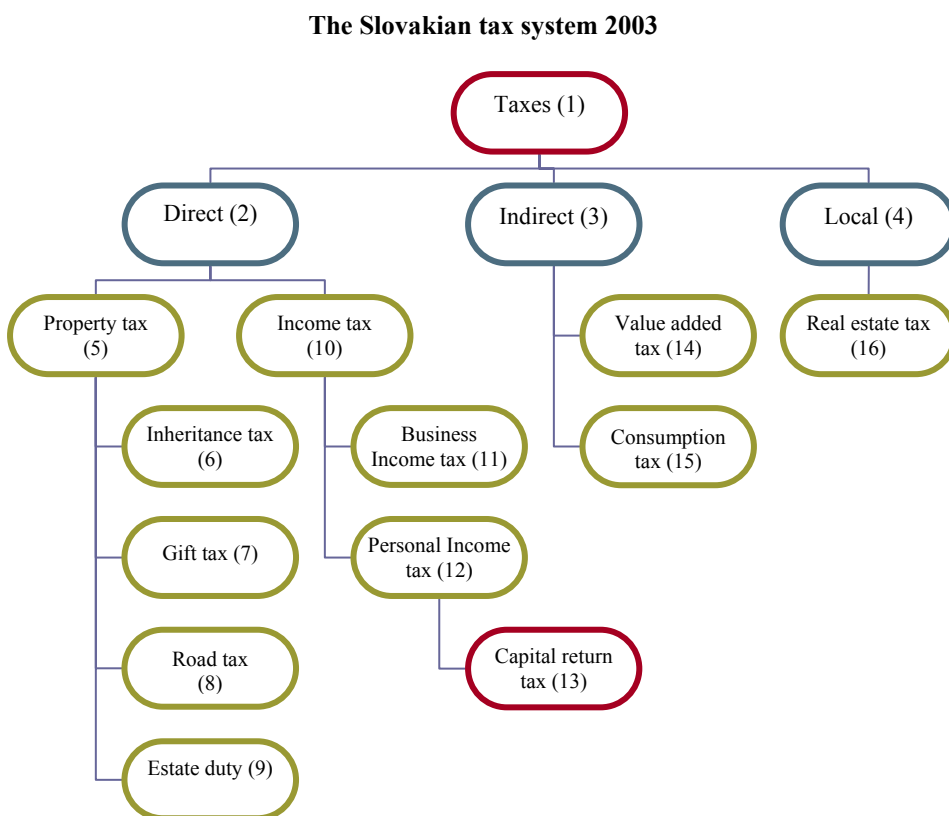 The Slovakian tax system 2003
Taxes (1)
Direct (2)
Indirect (3)
Local (4)
Property tax
(5)
Income tax
(10)
Value added
tax (14)
Real estate tax
(16)
Inheritance tax
(6)
Business
Income tax (11)
Consumption
tax (15)
Gift tax (7)
Personal Income
tax (12)
Road tax
(8)
Capital return
tax (13)
Estate duty (9)